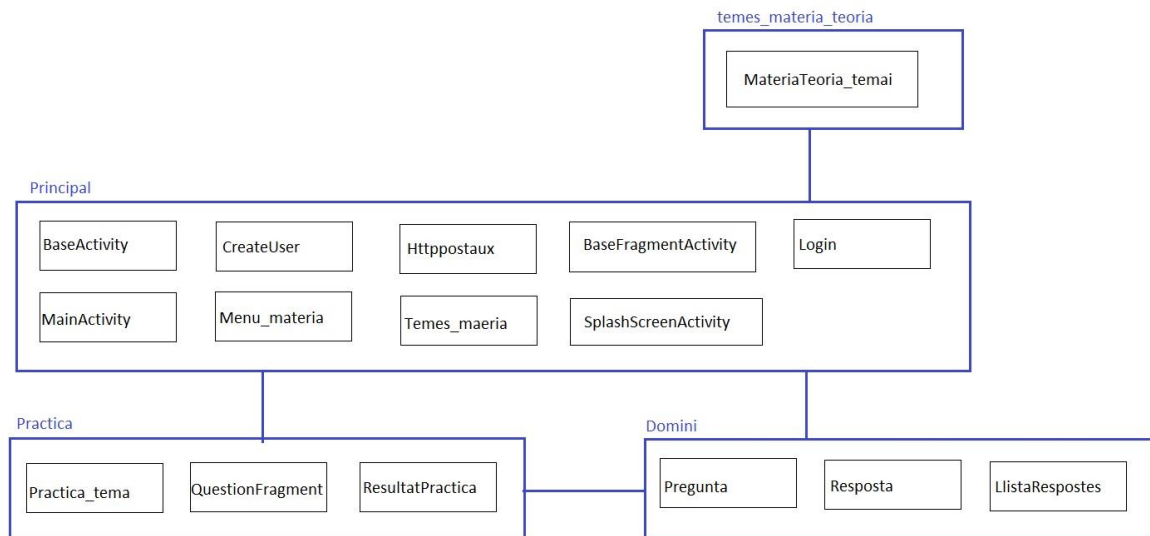 temes_materia_teoria
MateriaTeoria_temai
Principal
BaseActivity
CreateUser
Httppostaux
BaseFragmentActivity
Login
MainActivity
Menu_materia
Temes_maeria
SplashScreenActivity
Practica
Practica_tema
QuestionFragment
ResultatPractica
Domini
Pregunta
Resposta
LlistaRespostes